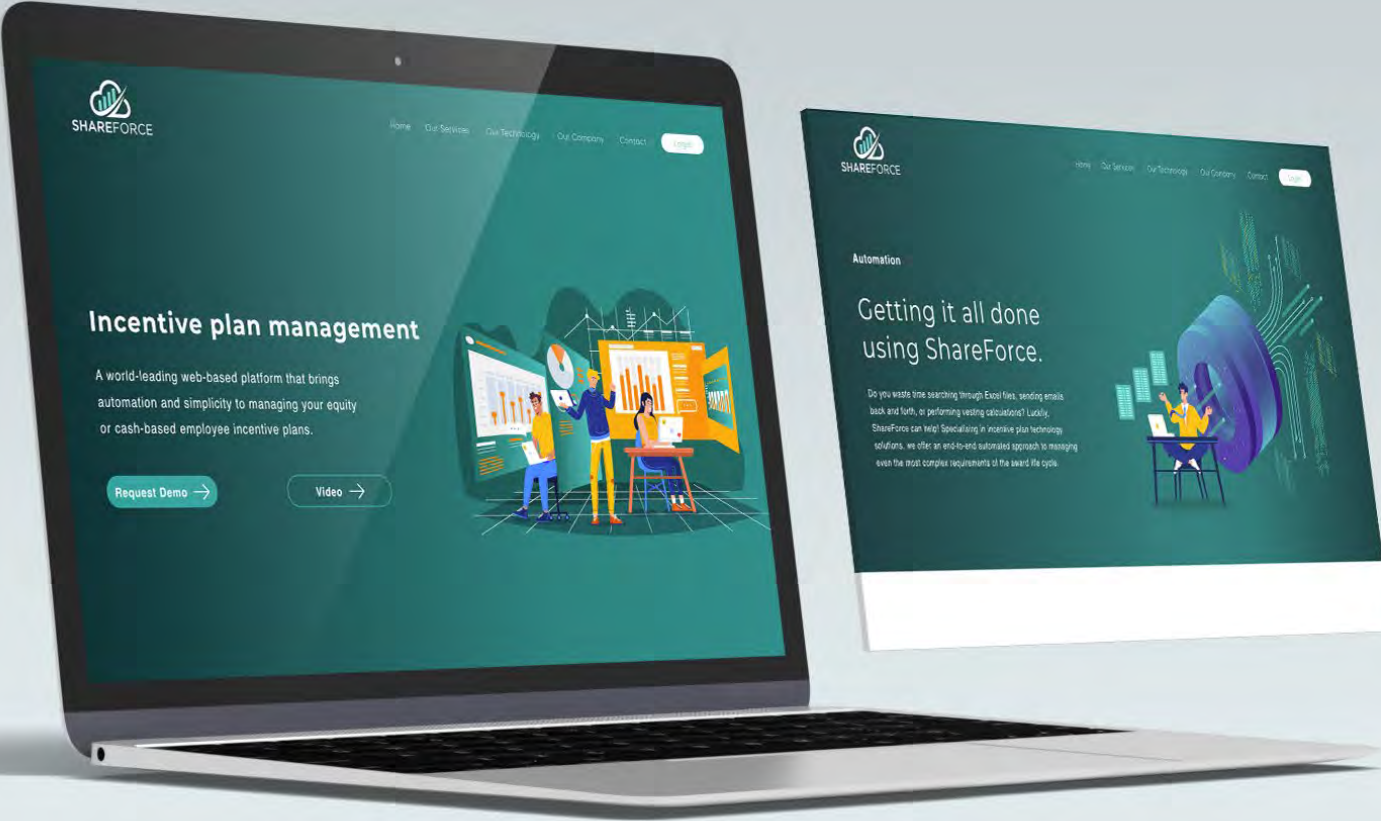 SHAREFORCE
Home Our Services Our Technology Our Company Contact Login
Incentive plan management
A world-leading web-based platform that brings
automation and simplicity to managing your equity
or cash-based employee incentive plans.
Request Demo
Video
SHAREFORCE
Home Our Services Our Technology Our Company Contact Login
Automation
Getting it all done
using ShareForce.
Do you waste time searching through Excel files, sending emails
back and forth, or performing vesting calculations? Luckily,
ShareForce can help! Specialising in incentive plan technology
solutions, we offer an end-to-end automated approach to managing
even the most complex requirements of the award life cycle.